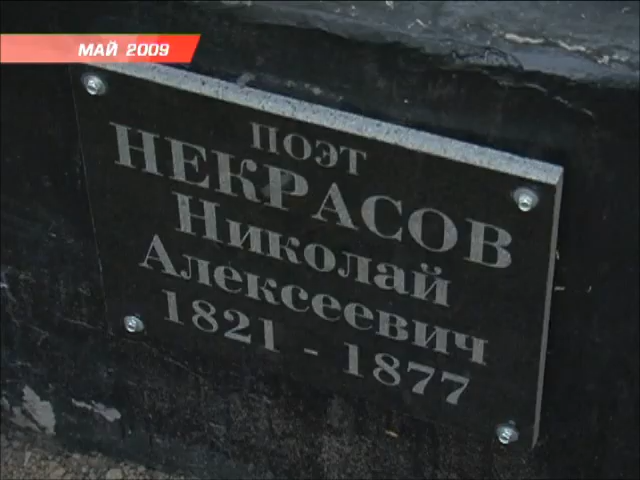 МАЙ 2009
ПОЭТ
НЕКРАСОВ
Николай
Алексеевич
1821 - 1877